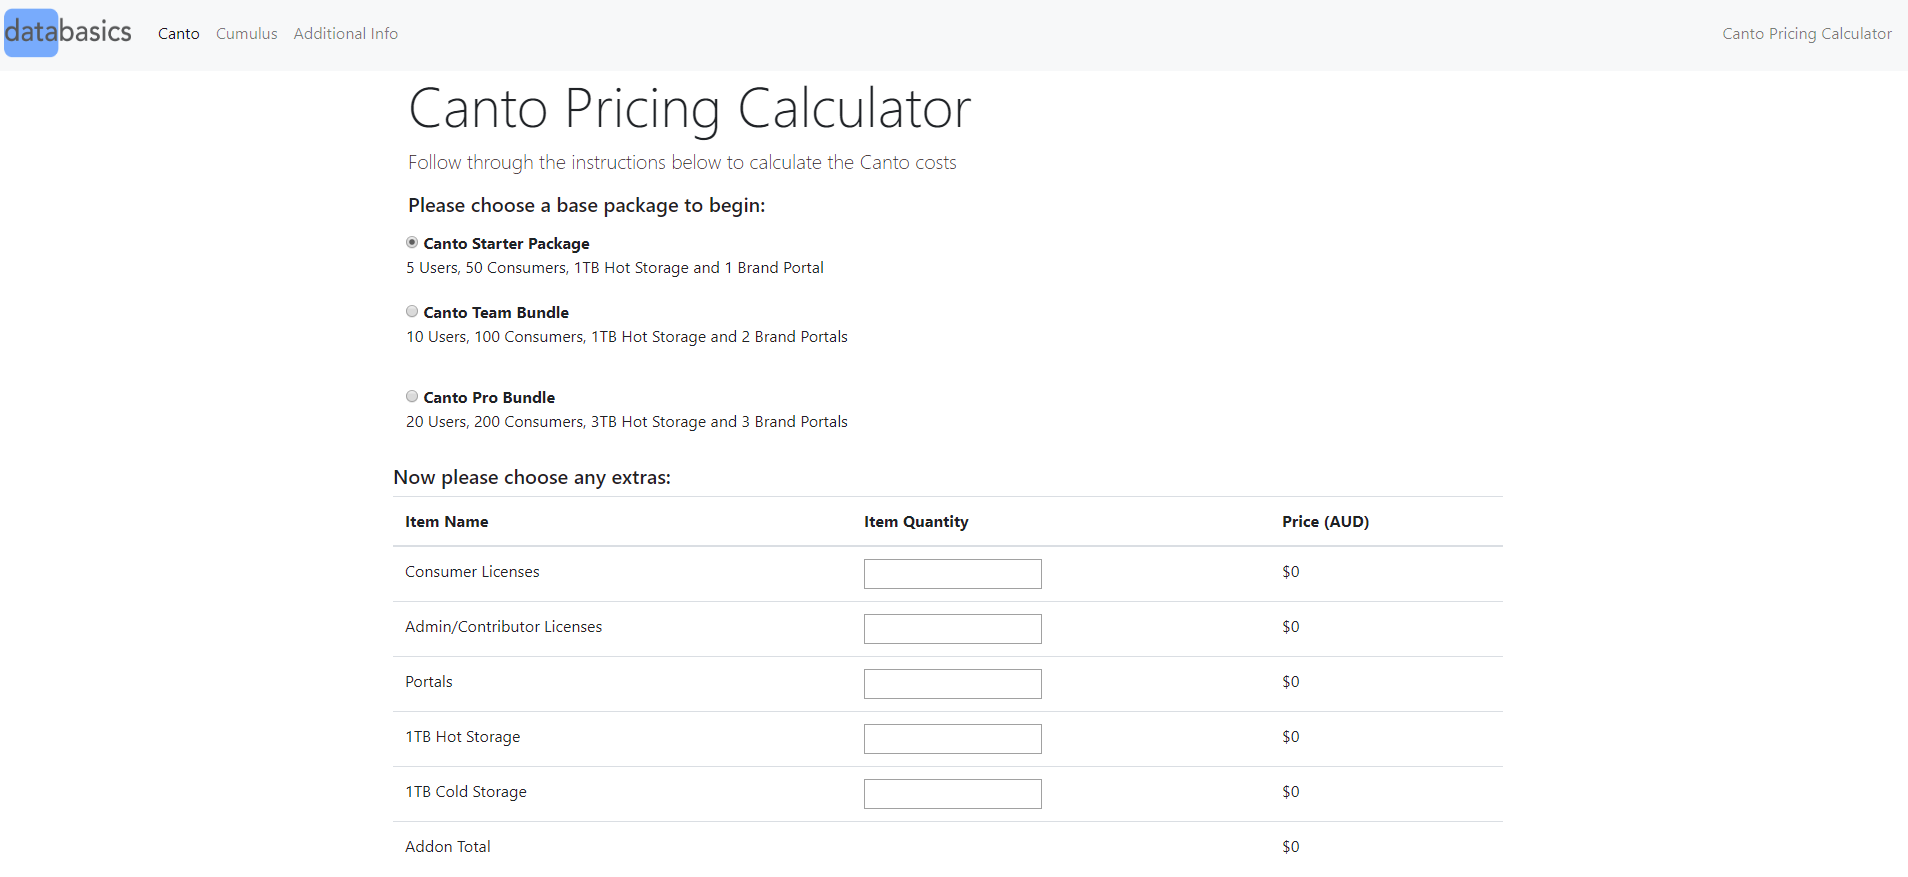 databasics Canto Cumulus Additional Info Canto Pricing Calculator
Canto Pricing Calculator
Follow through the instructions below to calculate the Canto costs
Please choose a base package to begin:
Canto Starter Package
5 Users, 50 Consumers, 1TB Hot Storage and 1 Brand Portal
Canto Team Bundle
10 Users, 100 Consumers, 1TB Hot Storage and 2 Brand Portals
Canto Pro Bundle
20 Users, 200 Consumers, 3TB Hot Storage and 3 Brand Portals
Now please choose any extras:
Item Name Item Quantity Price (AUD)
Consumer Licenses $0
Admin/Contributor Licenses $0
Portals $0
1TB Hot Storage $0
1TB Cold Storage $0
Addon Total $0